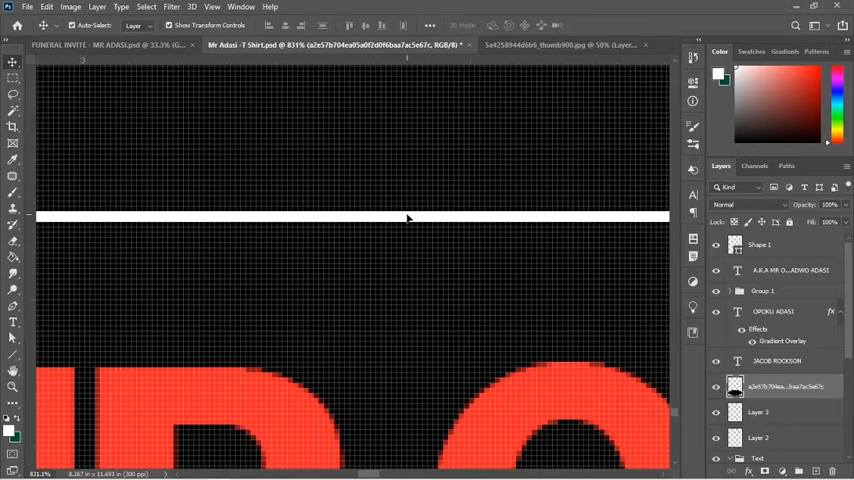 File Edit Image Layer Type Select Filter 3D View Window Help
Auto-Select: Layer Show Transform Controls 3D Mode:
FUNERAL INVITE - MR ADASI.psd @ 33.3% (G... × Mr Adasi -T Shirt.psd @ 831% (a2e57b704ea05a0f2d0f6baa7ac5e67c, RGB/8) * × 5a4258944d6b6_thumb900.jpg @ 50% (Layer... ×
3
Color Swatches Gradients Patterns
Layers Channels Paths
Kind
Normal Opacity: 100%
Lock: Fill: 100%
Shape 1
A.K.A MR O...ADWO ADASI
Group 1
OPOKU ADASI fx
Effects
Gradient Overlay
JACOB ROCKSON
a2e57b704ea...baa7ac5e67c
Layer 3
Layer 2
Text
831.1% 8.267 in x 11.693 in (300 ppi)